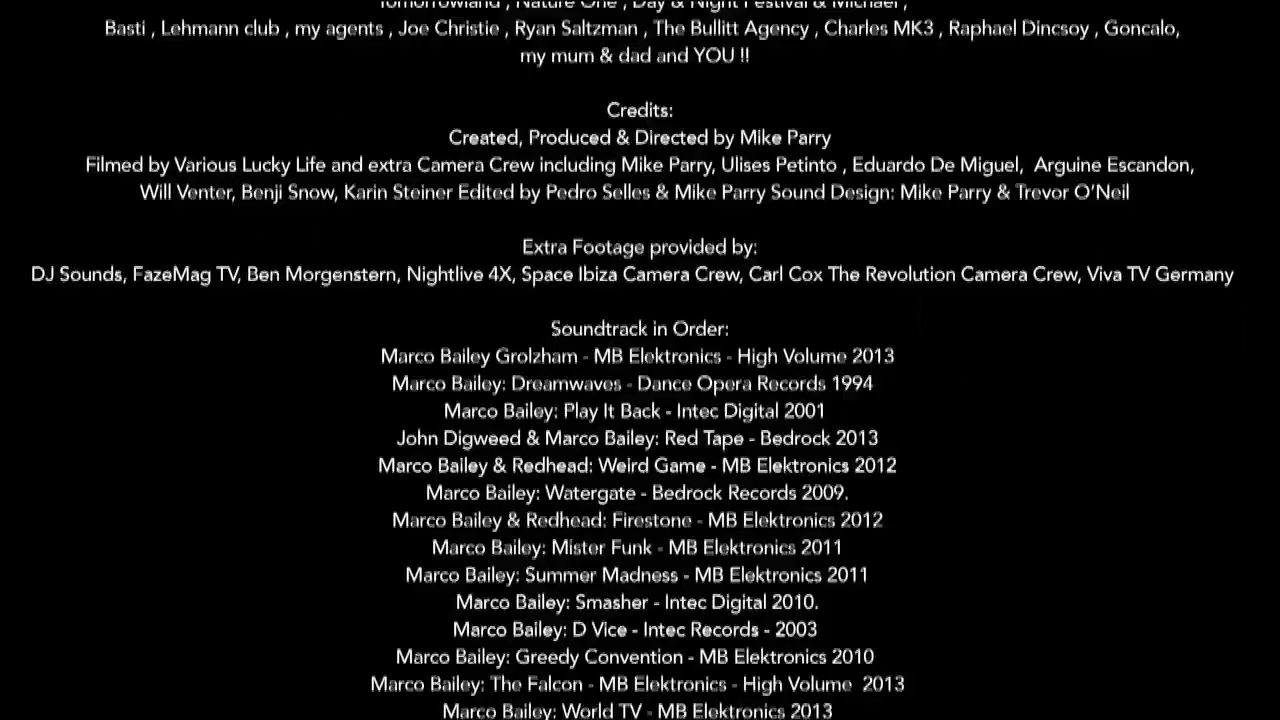 Tomorrowland , Nature One , Day & Night Festival & Michael ,
Basti , Lehmann club , my agents , Joe Christie , Ryan Saltzman , The Bullitt Agency , Charles MK3 , Raphael Dincsoy , Goncalo,
my mum & dad and YOU !!
Credits:
Created, Produced & Directed by Mike Parry
Filmed by Various Lucky Life and extra Camera Crew including Mike Parry, Ulises Petinto , Eduardo De Miguel,  Arguine Escandon,
Will Venter, Benji Snow, Karin Steiner Edited by Pedro Selles & Mike Parry Sound Design: Mike Parry & Trevor O'Neil
Extra Footage provided by:
DJ Sounds, FazeMag TV, Ben Morgenstern, Nightlive 4X, Space Ibiza Camera Crew, Carl Cox The Revolution Camera Crew, Viva TV Germany
Soundtrack in Order:
Marco Bailey Grolzham - MB Elektronics - High Volume 2013
Marco Bailey: Dreamwaves - Dance Opera Records 1994
Marco Bailey: Play It Back - Intec Digital 2001
John Digweed & Marco Bailey: Red Tape - Bedrock 2013
Marco Bailey & Redhead: Weird Game - MB Elektronics 2012
Marco Bailey: Watergate - Bedrock Records 2009.
Marco Bailey & Redhead: Firestone - MB Elektronics 2012
Marco Bailey: Mister Funk - MB Elektronics 2011
Marco Bailey: Summer Madness - MB Elektronics 2011
Marco Bailey: Smasher - Intec Digital 2010.
Marco Bailey: D Vice - Intec Records - 2003
Marco Bailey: Greedy Convention - MB Elektronics 2010
Marco Bailey: The Falcon - MB Elektronics - High Volume  2013
Marco Bailey: World TV - MB Elektronics 2013